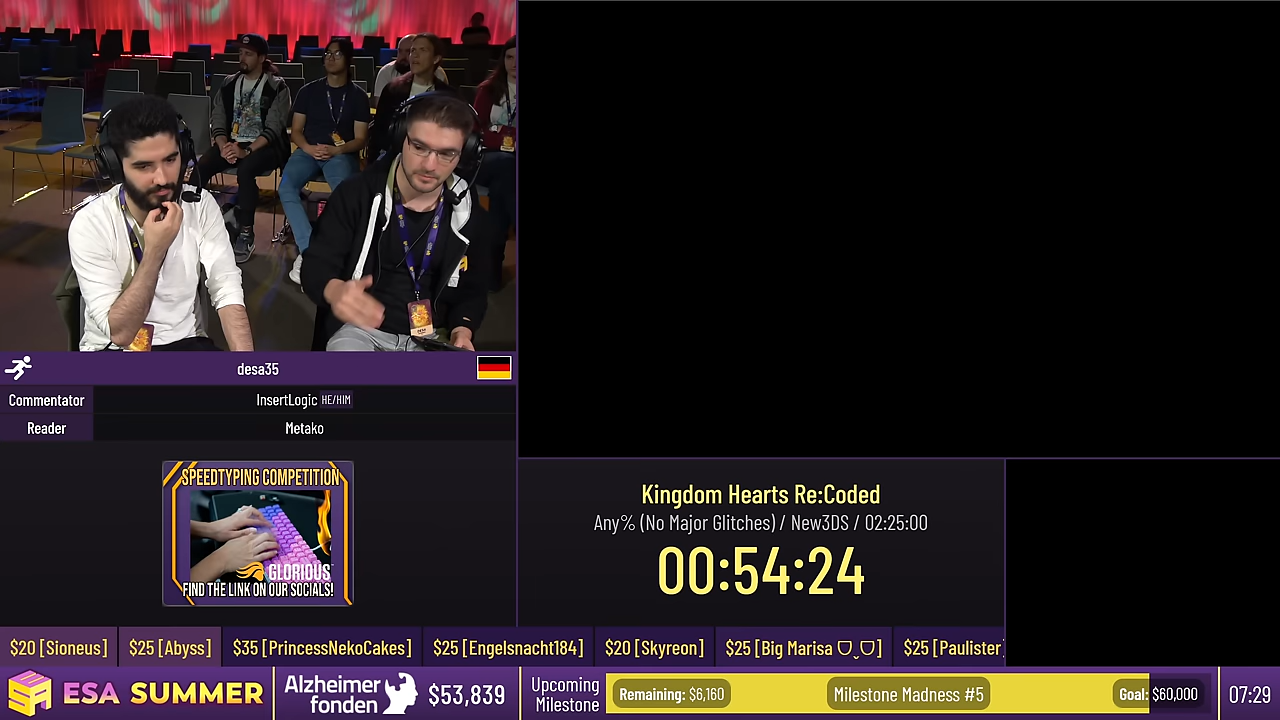 desa35
Commentator
InsertLogic HE/HIM
Reader
Metako
SPEEDTYPING COMPETITION
GLORIOUS
FIND THE LINK ON OUR SOCIALS!
Kingdom Hearts Re:Coded
Any% (No Major Glitches) / New3DS / 02:25:00
00:54:24
$20 [Sioneus]
$25 [Abyss]
$35 [PrincessNekoCakes]
$25 [Engelsnacht184]
$20 [Skyreon]
$25 [Big Marisa ᗜˬᗜ]
$25 [Paulister]
ESA SUMMER
Alzheimer
fonden
$53,839
Upcoming
Milestone
Remaining: $6,160
Milestone Madness #5
Goal: $60,000
07:29